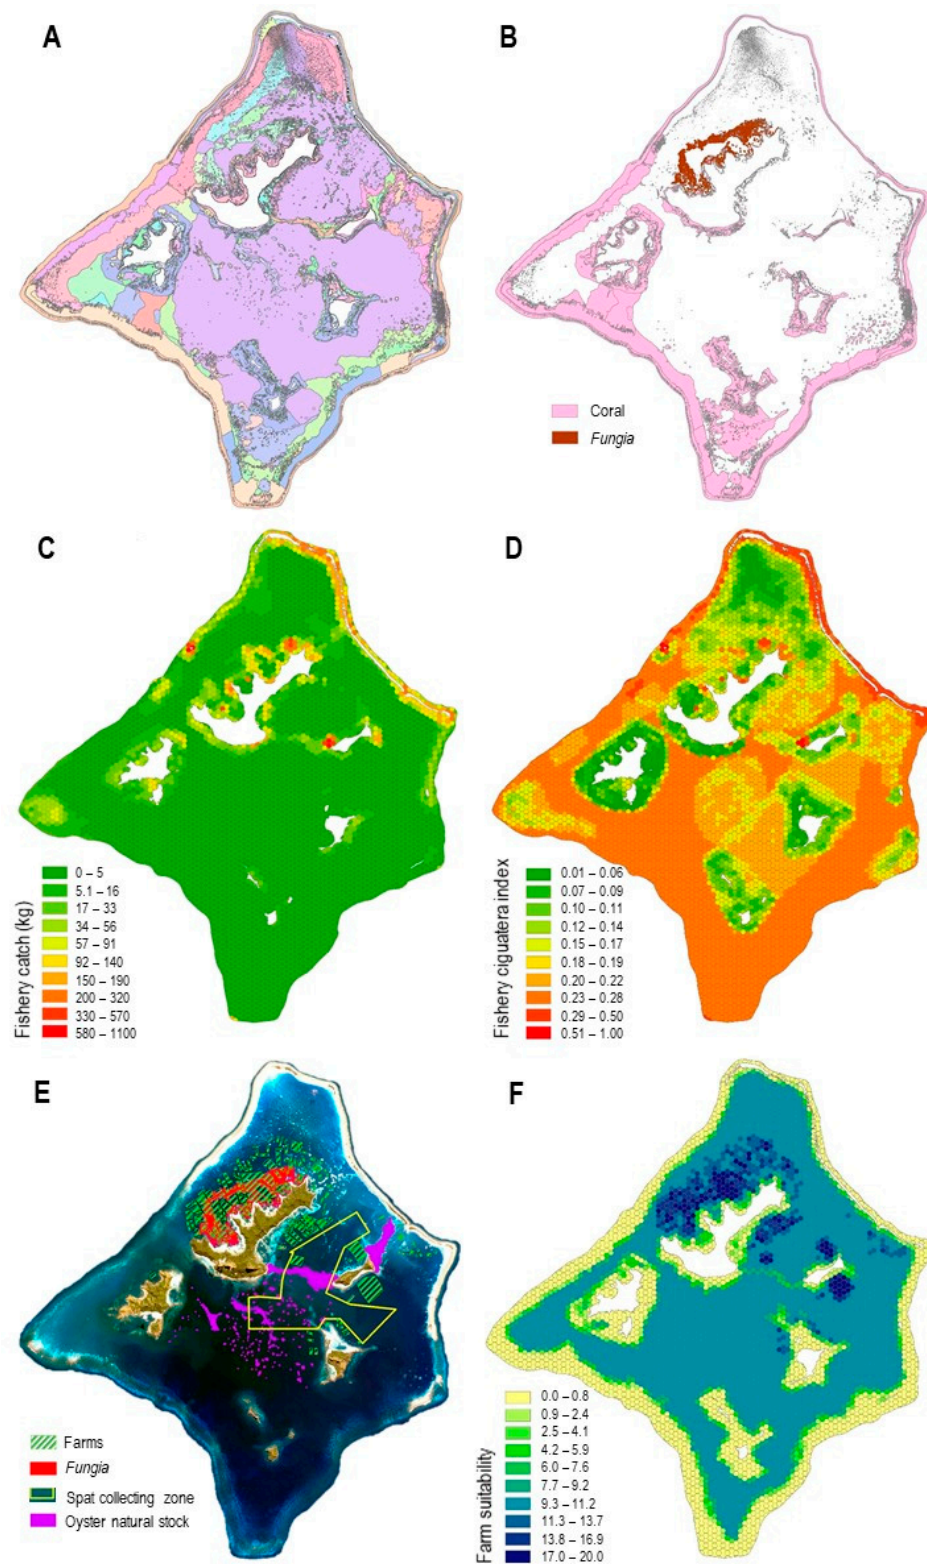 A
B
Coral
Fungia
C
D
Fishery catch (kg)
0 – 5
5.1 – 16
17 – 33
34 – 56
57 – 91
92 – 140
150 – 190
200 – 320
330 – 570
580 – 1100
Fishery ciguatera index
0.01 – 0.06
0.07 – 0.09
0.10 – 0.11
0.12 – 0.14
0.15 – 0.17
0.18 – 0.19
0.20 – 0.22
0.23 – 0.28
0.29 – 0.50
0.51 – 1.00
E
F
Farms
Fungia
Spat collecting zone
Oyster natural stock
Farm suitability
0.0 – 0.8
0.9 – 2.4
2.5 – 4.1
4.2 – 5.9
6.0 – 7.6
7.7 – 9.2
9.3 – 11.2
11.3 – 13.7
13.8 – 16.9
17.0 – 20.0